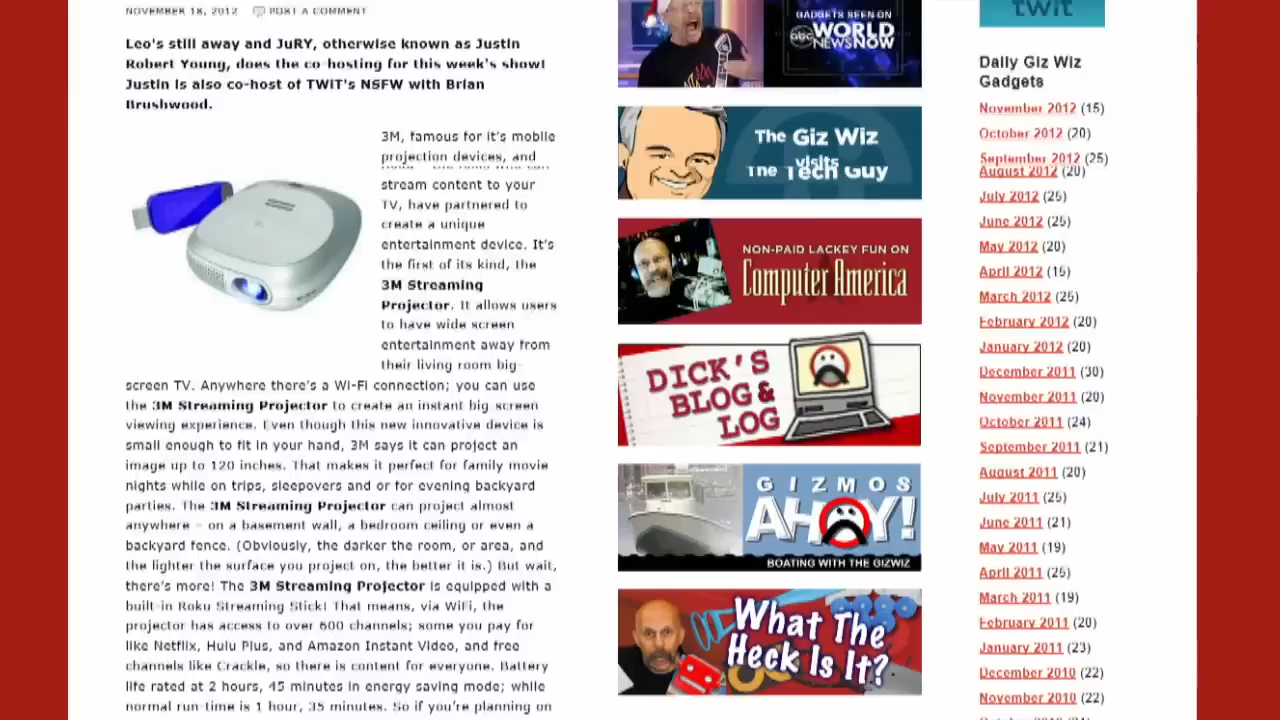 NOVEMBER 18, 2012 POST A COMMENT
Leo's still away and JuRY, otherwise known as Justin
Robert Young, does the co-hosting for this week's show!
Justin is also co-host of TWIT's NSFW with Brian
Brushwood.
3M, famous for it's mobile
projection devices, and
stream content to your
TV, have partnered to
create a unique
entertainment device. It's
the first of its kind, the
3M Streaming
Projector. It allows users
to have wide screen
entertainment away from
their living room big-
screen TV. Anywhere there's a Wi-Fi connection; you can use
the 3M Streaming Projector to create an instant big screen
viewing experience. Even though this new innovative device is
small enough to fit in your hand, 3M says it can project an
image up to 120 inches. That makes it perfect for family movie
nights while on trips, sleepovers and or for evening backyard
parties. The 3M Streaming Projector can project almost
anywhere – on a basement wall, a bedroom ceiling or even a
backyard fence. (Obviously, the darker the room, or area, and
the lighter the surface you project on, the better it is.) But wait,
there's more! The 3M Streaming Projector is equipped with a
built-in Roku Streaming Stick! That means, via WiFi, the
projector has access to over 600 channels; some you pay for
like Netflix, Hulu Plus, and Amazon Instant Video, and free
channels like Crackle, so there is content for everyone. Battery
life rated at 2 hours, 45 minutes in energy saving mode; while
normal run time is 1 hour, 35 minutes. So if you're planning on
GADGETS SEEN ON
abc WORLD
NEWS NOW
The Giz Wiz
visits
The Tech Guy
NON-PAID LACKEY FUN ON
Computer America
DICK'S
BLOG &
LOG
GIZMOS
AHOY!
BOATING WITH THE GIZWIZ
What The
Heck Is It?
twit
Daily Giz Wiz
Gadgets
November 2012 (15)
October 2012 (20)
September 2012 (25)
August 2012 (20)
July 2012 (25)
June 2012 (25)
May 2012 (20)
April 2012 (15)
March 2012 (25)
February 2012 (20)
January 2012 (20)
December 2011 (30)
November 2011 (20)
October 2011 (24)
September 2011 (21)
August 2011 (20)
July 2011 (25)
June 2011 (21)
May 2011 (19)
April 2011 (25)
March 2011 (19)
February 2011 (20)
January 2011 (23)
December 2010 (22)
November 2010 (22)